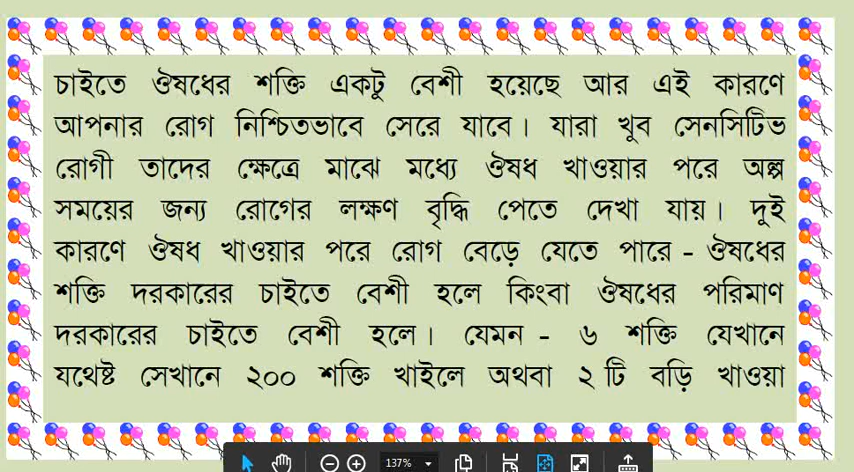 চাইতে ঔষধের শক্তি একটু বেশী হয়েছে আর এই কারণে
আপনার রোগ নিশ্চিতভাবে সেরে যাবে। যারা খুব সেনসিটিভ
রোগী তাদের ক্ষেত্রে মাঝে মধ্যে ঔষধ খাওয়ার পরে অল্প
সময়ের জন্য রোগের লক্ষণ বৃদ্ধি পেতে দেখা যায়। দুই
কারণে ঔষধ খাওয়ার পরে রোগ বেড়ে যেতে পারে - ঔষধের
শক্তি দরকারের চাইতে বেশী হলে কিংবা ঔষধের পরিমাণ
দরকারের চাইতে বেশী হলে। যেমন - ৬ শক্তি যেখানে
যথেষ্ট সেখানে ২০০ শক্তি খাইলে অথবা ২ টি বড়ি খাওয়া
137%